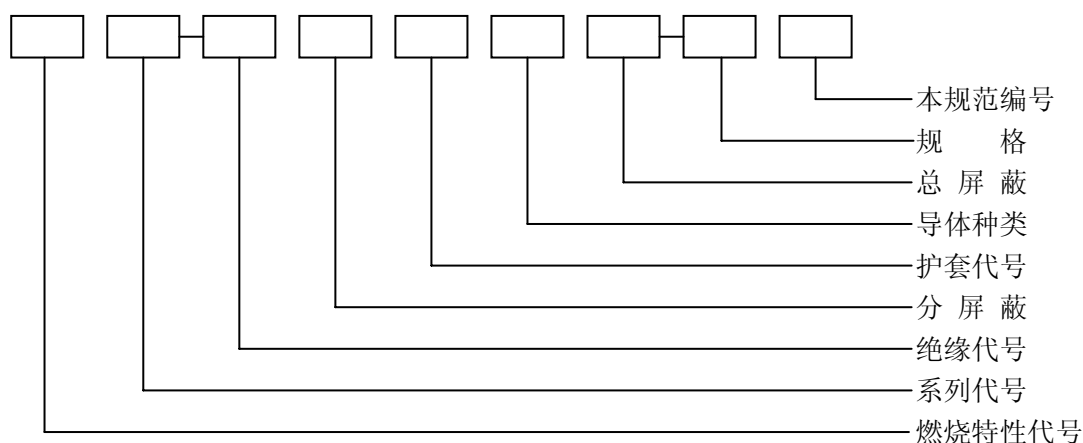 本规范编号
规 格
总 屏 蔽
导体种类
护套代号
分 屏 蔽
绝缘代号
系列代号
燃烧特性代号